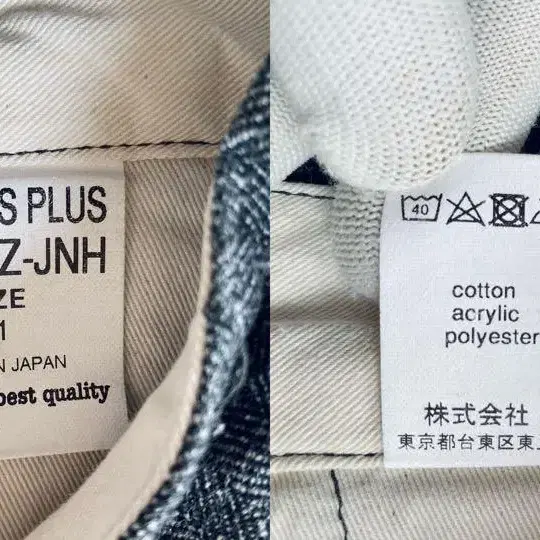 S PLUS
Z-JNH
ZE
1
N JAPAN
best quality
40
cotton
acrylic
polyester
株式会社
東京都台東区東上